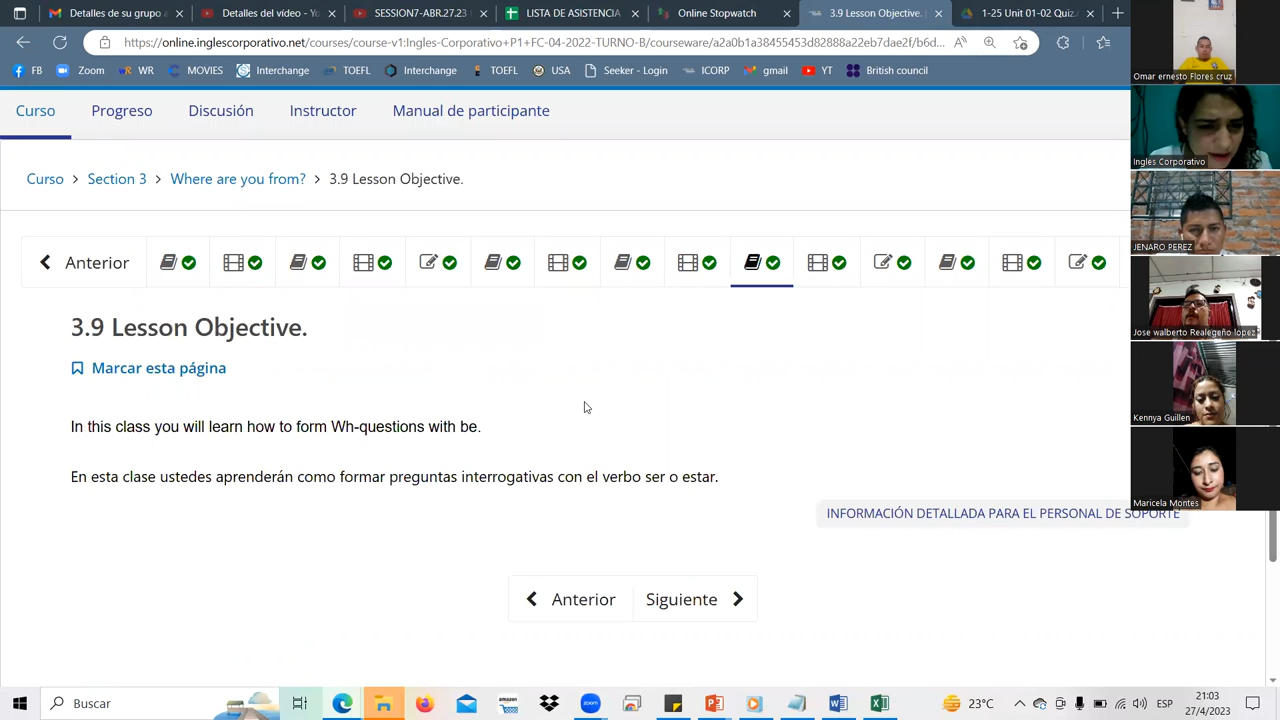 Detalles de su grupo a
Detalles del vídeo - Yo
SESSION7-ABR.27.23
LISTA DE ASISTENCIA
Online Stopwatch
3.9 Lesson Objective.
1-25 Unit 01-02 Quiz.
https://online.inglescorporativo.net/courses/course-v1:Ingles-Corporativo+P1+FC-04-2022-TURNO-B/courseware/a2a0b1a38455453d82888a22eb7dae2f/b6d...
FB
Zoom
WR
MOVIES
Interchange
TOEFL
Interchange
TOEFL
USA
Seeker - Login
ICORP
gmail
YT
British council
Curso
Progreso
Discusión
Instructor
Manual de participante
Curso > Section 3 > Where are you from? > 3.9 Lesson Objective.
Anterior
3.9 Lesson Objective.
Marcar esta página
In this class you will learn how to form Wh-questions with be.
En esta clase ustedes aprenderán como formar preguntas interrogativas con el verbo ser o estar.
INFORMACIÓN DETALLADA PARA EL PERSONAL DE SOPORTE
Anterior
Siguiente
Omar ernesto Flores cruz
Ingles Corporativo
JENARO PEREZ
Jose walberto Realegeño lopez
Kennya Guillen
Maricela Montes
Buscar
amazon
zoom
23°C
ESP
21:03
27/4/2023